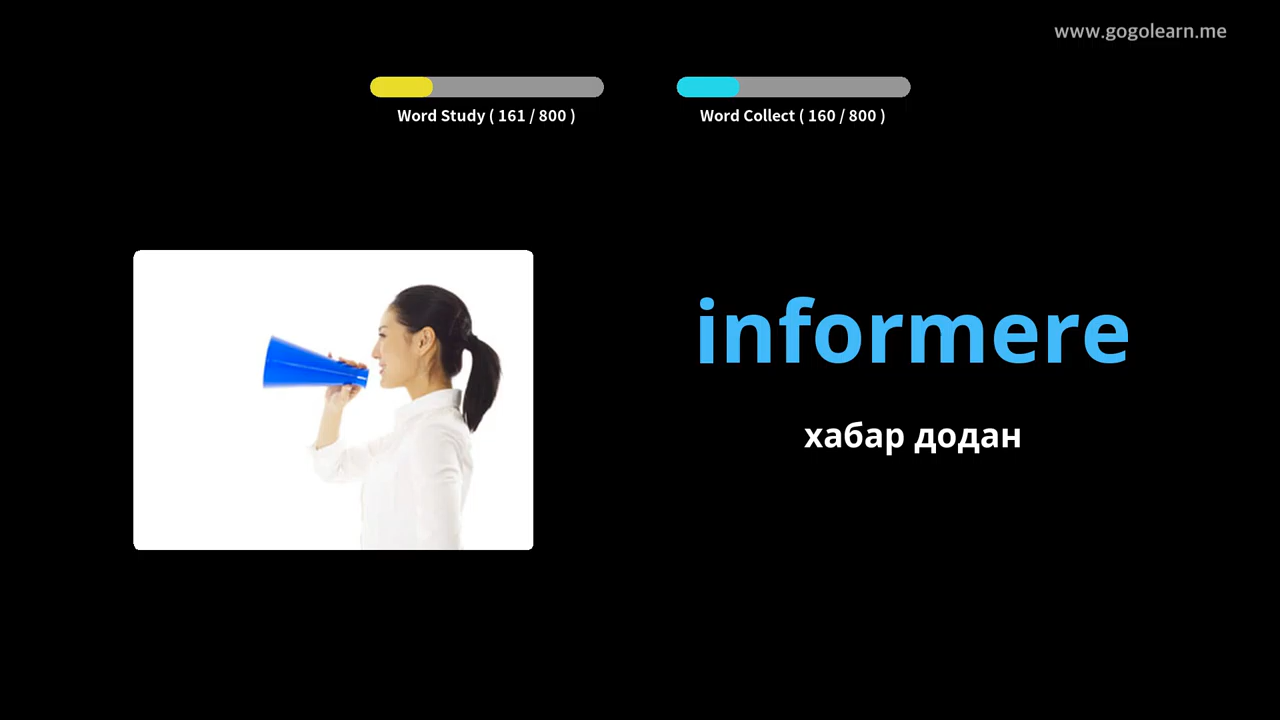 www.gogolearn.me
Word Study ( 161 / 800 )
Word Collect ( 160 / 800 )
informere
хабар додан